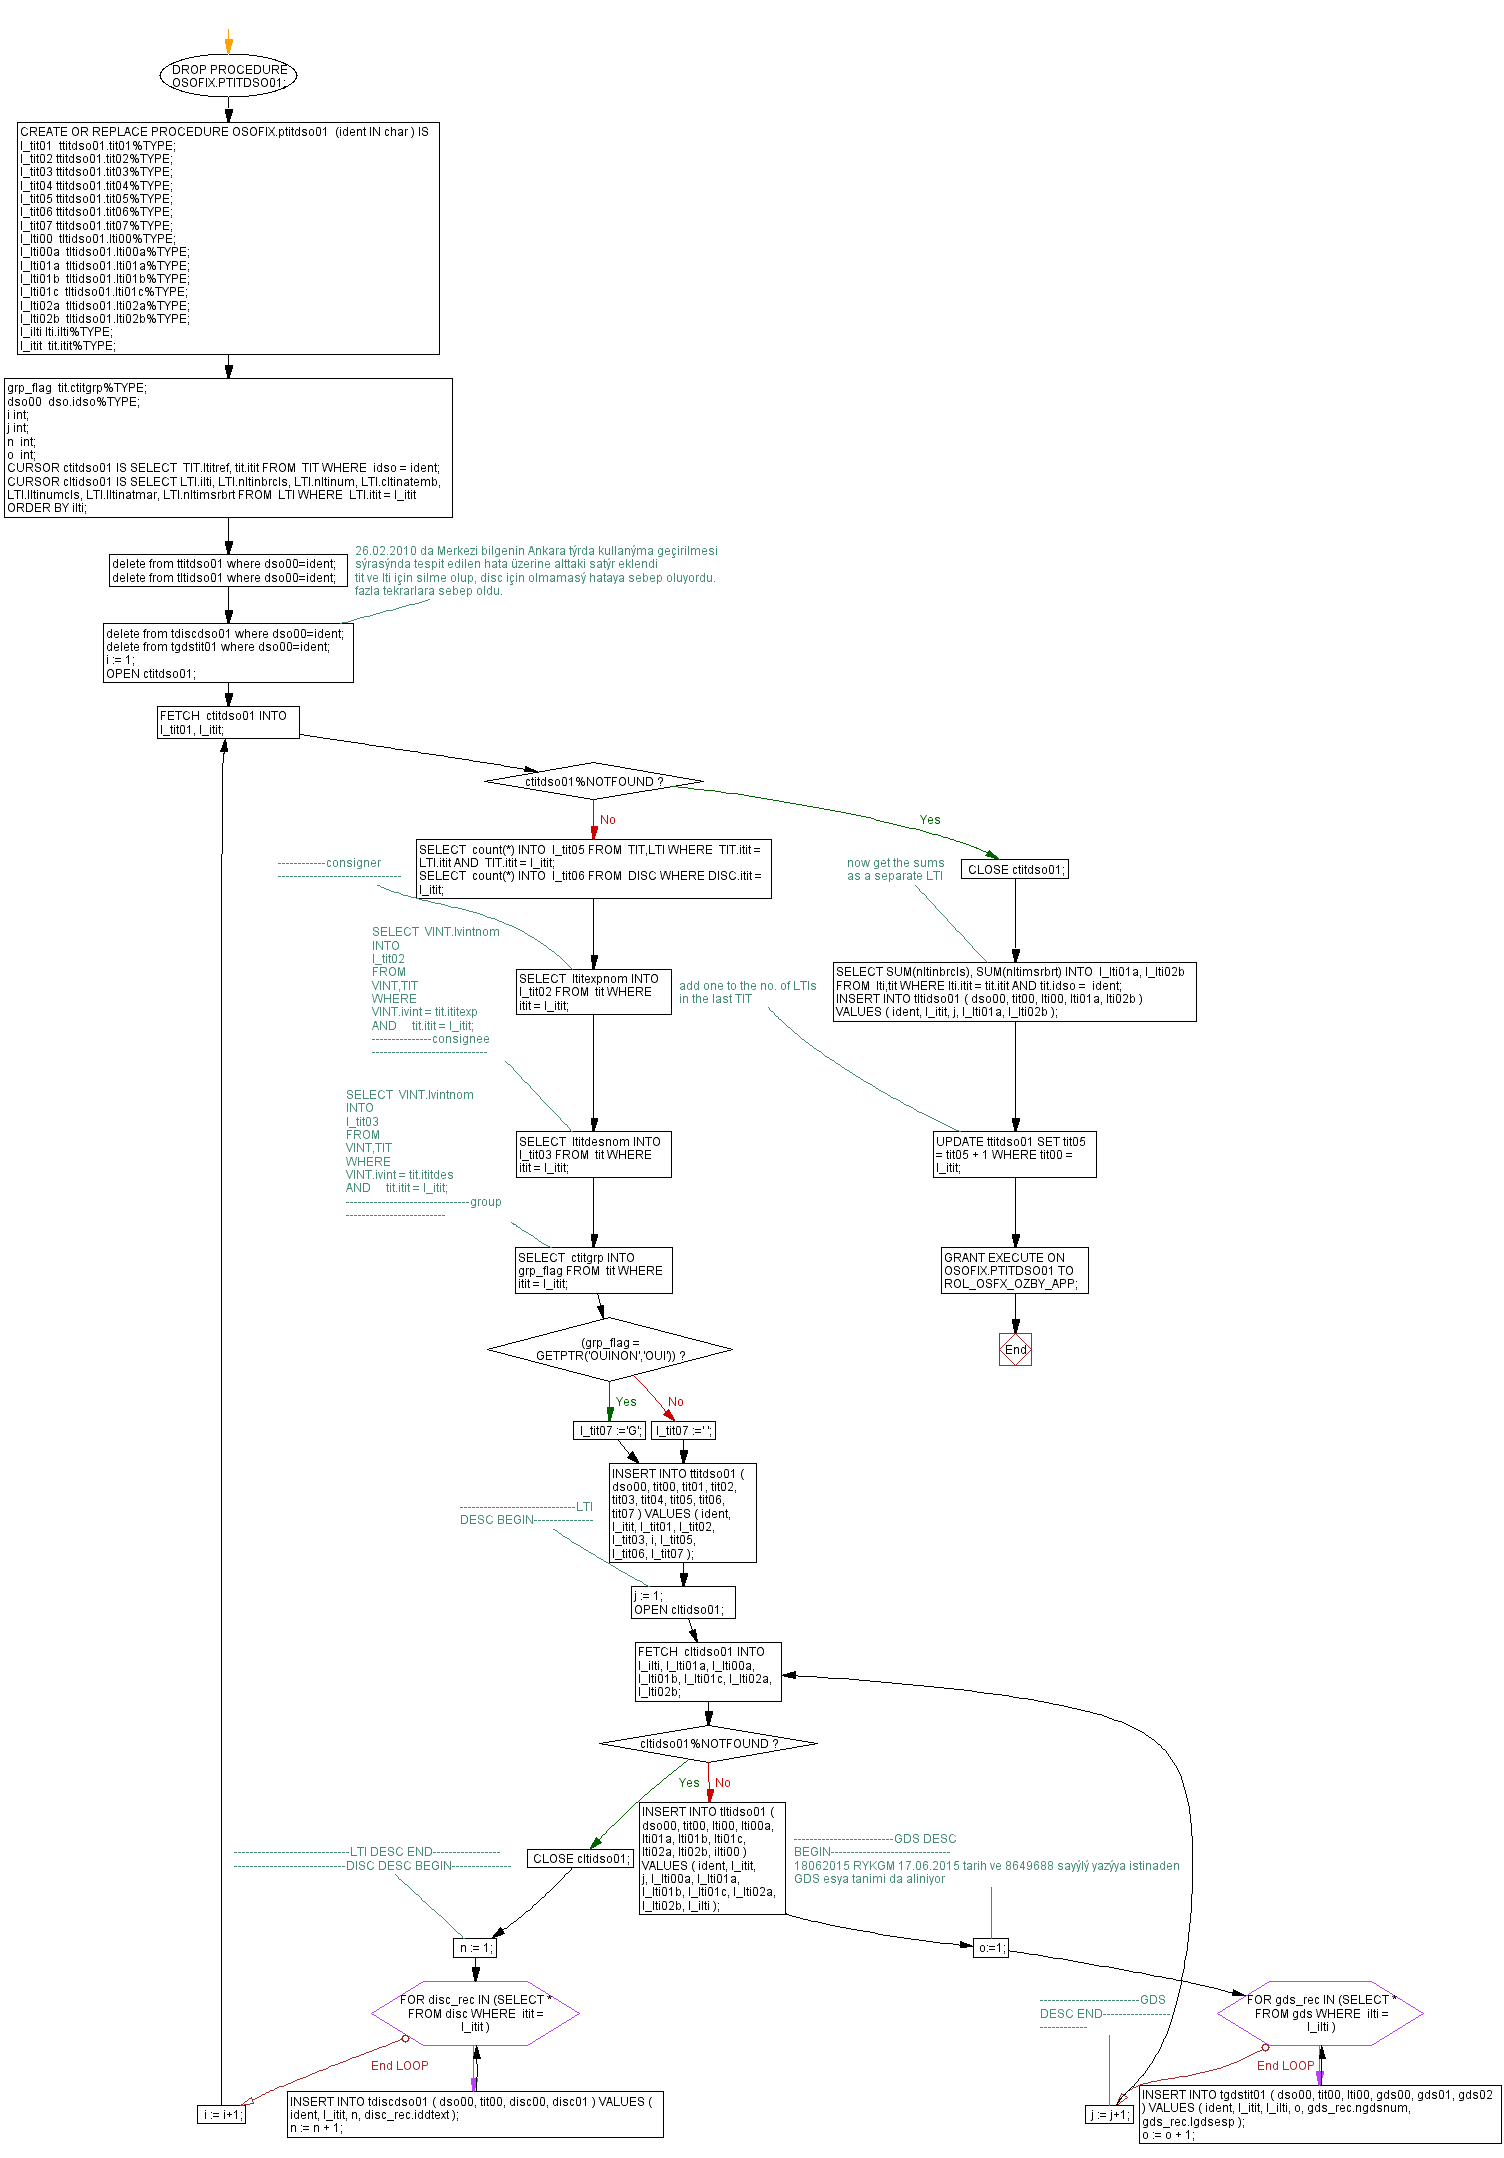 DROP PROCEDURE
OSOFIX.PTITDSO01;
CREATE OR REPLACE PROCEDURE OSOFIX.ptitdso01 (ident IN char ) IS
l_tit01 ttitdso01.tit01%TYPE;
l_tit02 ttitdso01.tit02%TYPE;
l_tit03 ttitdso01.tit03%TYPE;
l_tit04 ttitdso01.tit04%TYPE;
l_tit05 ttitdso01.tit05%TYPE;
l_tit06 ttitdso01.tit06%TYPE;
l_tit07 ttitdso01.tit07%TYPE;
l_lti00 tltidso01.lti00%TYPE;
l_lti00a tltidso01.lti00a%TYPE;
l_lti01a tltidso01.lti01a%TYPE;
l_lti01b tltidso01.lti01b%TYPE;
l_lti01c tltidso01.lti01c%TYPE;
l_lti02a tltidso01.lti02a%TYPE;
l_lti02b tltidso01.lti02b%TYPE;
l_ilti lti.ilti%TYPE;
l_itit tit.itit%TYPE;
grp_flag tit.ctitgrp%TYPE;
dso00 dso.idso%TYPE;
i int;
j int;
n int;
o int;
CURSOR ctitdso01 IS SELECT TIT.ltitref, tit.itit FROM TIT WHERE idso = ident;
CURSOR cltidso01 IS SELECT LTI.ilti, LTI.nltinbrcls, LTI.nltinum, LTI.cltinatemb,
LTI.lltinumcls, LTI.lltinatmar, LTI.nltimsrbrt FROM LTI WHERE LTI.itit = l_itit
ORDER BY ilti;
delete from ttitdso01 where dso00=ident;
delete from tltidso01 where dso00=ident;
26.02.2010 da Merkezi bilgenin Ankara týrda kullanýma geçirilmesi
sýrasýnda tespit edilen hata üzerine alttaki satýr eklendi
tit ve lti için silme olup, disc için olmamasý hataya sebep oluyordu.
fazla tekrarlara sebep oldu.
delete from tdiscdso01 where dso00=ident;
delete from tgdstit01 where dso00=ident;
i := 1;
OPEN ctitdso01;
FETCH ctitdso01 INTO
l_tit01, l_itit;
ctitdso01%NOTFOUND ?
No
Yes
SELECT count(*) INTO l_tit05 FROM TIT,LTI WHERE TIT.itit =
LTI.itit AND TIT.itit = l_itit;
SELECT count(*) INTO l_tit06 FROM DISC WHERE DISC.itit =
l_itit;
------------consigner
-------------------------------
now get the sums
as a separate LTI
CLOSE ctitdso01;
SELECT VINT.lvintnom
INTO
l_tit02
FROM
VINT,TIT
WHERE
VINT.ivint = tit.ititexp
AND tit.itit = l_itit;
---------------consignee
-----------------------------
SELECT ltitexpnom INTO
l_tit02 FROM tit WHERE
itit = l_itit;
add one to the no. of LTIs
in the last TIT
SELECT SUM(nltinbrcls), SUM(nltimsrbrt) INTO l_lti01a, l_lti02b
FROM lti,tit WHERE lti.itit = tit.itit AND tit.idso = ident;
INSERT INTO tltidso01 ( dso00, tit00, lti00, lti01a, lti02b )
VALUES ( ident, l_itit, j, l_lti01a, l_lti02b );
SELECT VINT.lvintnom
INTO
l_tit03
FROM
VINT,TIT
WHERE
VINT.ivint = tit.ititdes
AND tit.itit = l_itit;
-------------------------------group
-------------------------
SELECT ltitdesnom INTO
l_tit03 FROM tit WHERE
itit = l_itit;
UPDATE ttitdso01 SET tit05
= tit05 + 1 WHERE tit00 =
l_itit;
SELECT ctitgrp INTO
grp_flag FROM tit WHERE
itit = l_itit;
GRANT EXECUTE ON
OSOFIX.PTITDSO01 TO
ROL_OSFX_OZBY_APP;
End
(grp_flag =
GETPTR('OUINON','OUI')) ?
Yes
No
l_tit07 :='G';
l_tit07 :=' ';
INSERT INTO ttitdso01 (
dso00, tit00, tit01, tit02,
tit03, tit04, tit05, tit06,
tit07 ) VALUES ( ident,
l_itit, l_tit01, l_tit02,
l_tit03, i, l_tit05,
l_tit06, l_tit07 );
-----------------------------LTI
DESC BEGIN---------------
j := 1;
OPEN cltidso01;
FETCH cltidso01 INTO
l_ilti, l_lti01a, l_lti00a,
l_lti01b, l_lti01c, l_lti02a,
l_lti02b;
cltidso01%NOTFOUND ?
Yes
No
INSERT INTO tltidso01 (
dso00, tit00, lti00, lti00a,
lti01a, lti01b, lti01c,
lti02a, lti02b, ilti00 )
VALUES ( ident, l_itit,
j, l_lti00a, l_lti01a,
l_lti01b, l_lti01c, l_lti02a,
l_lti02b, l_ilti );
CLOSE cltidso01;
-----------------------------LTI DESC END-----------------
----------------------------DISC DESC BEGIN---------------
-------------------------GDS DESC
BEGIN------------------------------
18062015 RYKGM 17.06.2015 tarih ve 8649688 sayýlý yazýya istinaden
GDS esya tanimi da aliniyor
n := 1;
o:=1;
FOR disc_rec IN (SELECT *
FROM disc WHERE itit =
l_itit )
-------------------------GDS
DESC END-----------------
------------
FOR gds_rec IN (SELECT *
FROM gds WHERE ilti =
l_ilti )
End LOOP
End LOOP
i := i+1;
INSERT INTO tdiscdso01 ( dso00, tit00, disc00, disc01 ) VALUES (
ident, l_itit, n, disc_rec.iddtext );
n := n + 1;
j := j+1;
INSERT INTO tgdstit01 ( dso00, tit00, lti00, gds00, gds01, gds02
) VALUES ( ident, l_itit, l_ilti, o, gds_rec.ngdsnum,
gds_rec.lgdsesp );
o := o + 1;